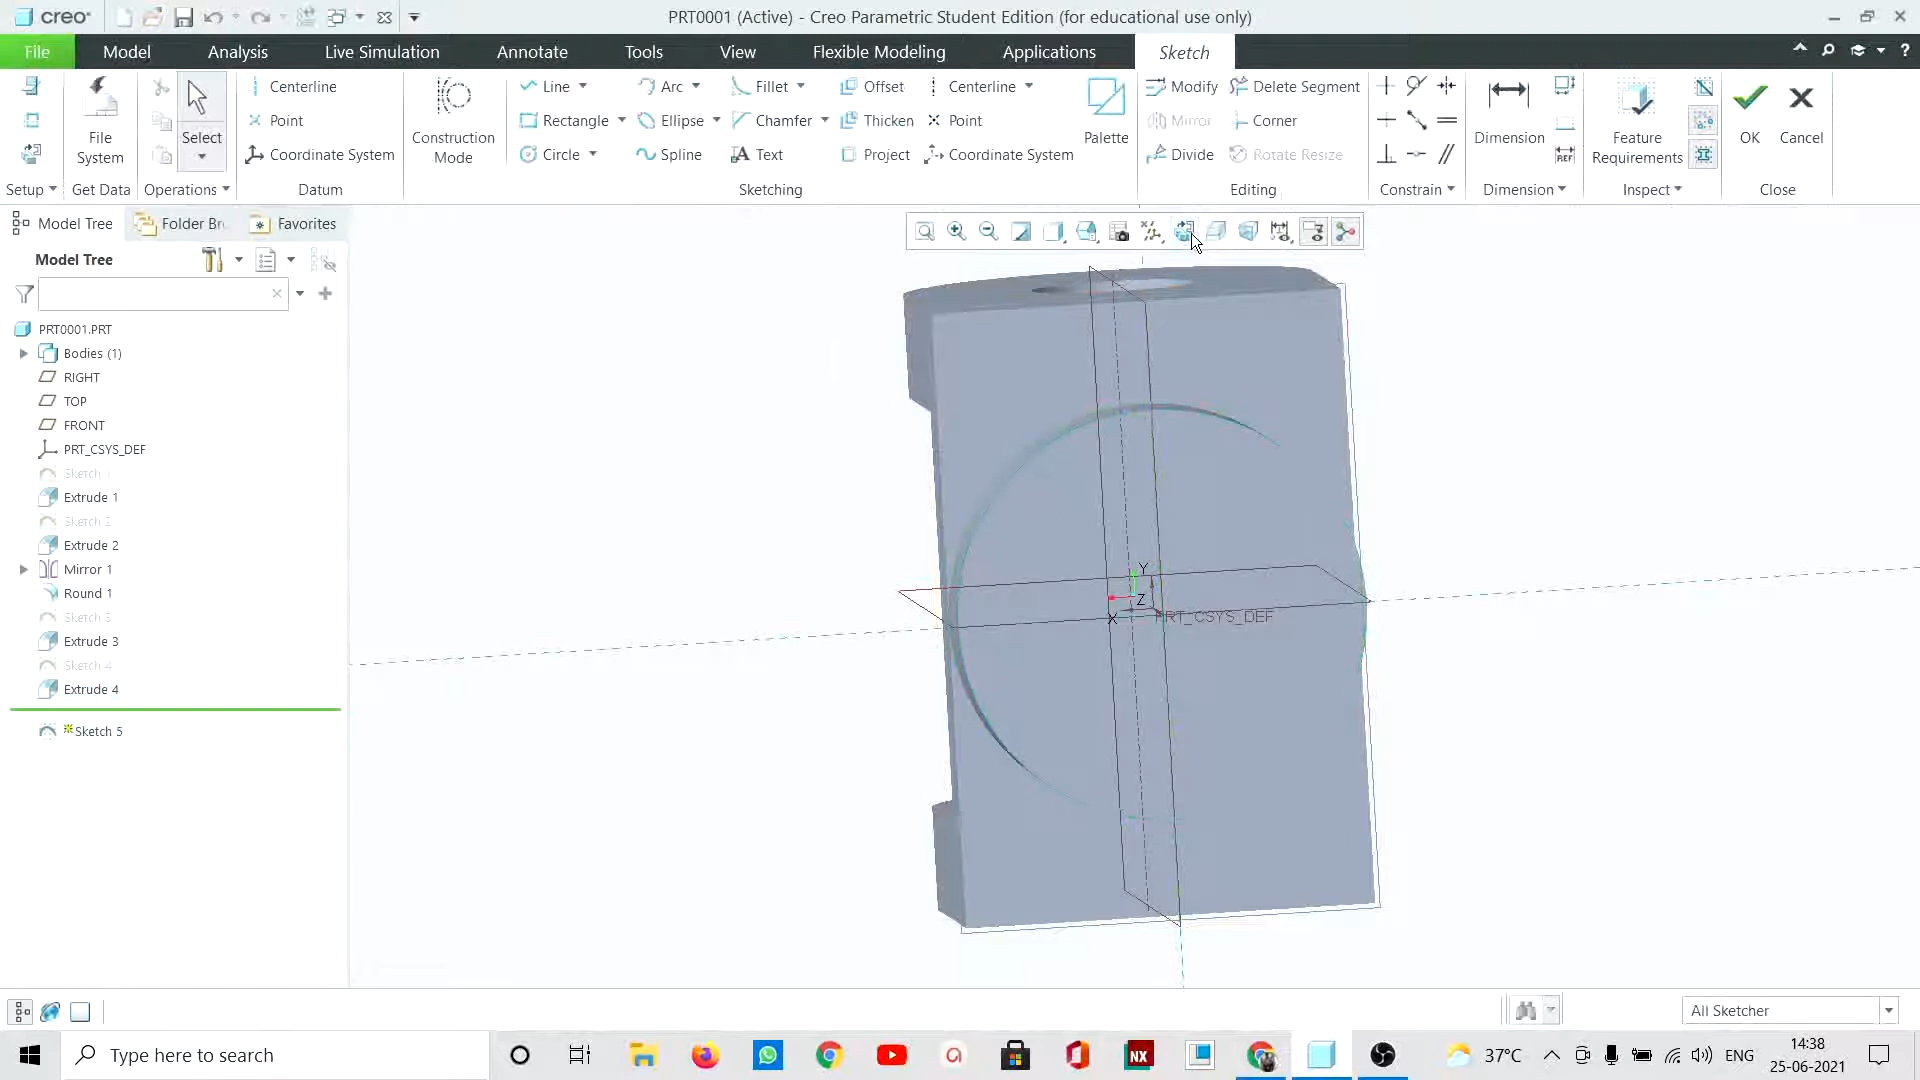 creo
PRT0001 (Active) - Creo Parametric Student Edition (for educational use only)
File Model Analysis Live Simulation Annotate Tools View Flexible Modeling Applications Sketch
File System
Select
Centerline
Point
Coordinate System
Construction Mode
Line Arc Fillet Offset Centerline
Rectangle Ellipse Chamfer Thicken Point
Circle Spline Text Project Coordinate System
Palette
Modify Delete Segment
Mirror Corner
Divide Rotate Resize
Dimension
REF
Feature Requirements
OK
Cancel
Setup Get Data Operations Datum Sketching Editing Constrain Dimension Inspect Close
Model Tree Folder Br Favorites
Model Tree
PRT0001.PRT
Bodies (1)
RIGHT
TOP
FRONT
PRT_CSYS_DEF
Sketch 1
Extrude 1
Sketch 2
Extrude 2
Mirror 1
Round 1
Sketch 3
Extrude 3
Sketch 4
Extrude 4
Sketch 5
Y
Z
X
PRT_CSYS_DEF
All Sketcher
Type here to search
NX
37°C
ENG
14:38
25-06-2021